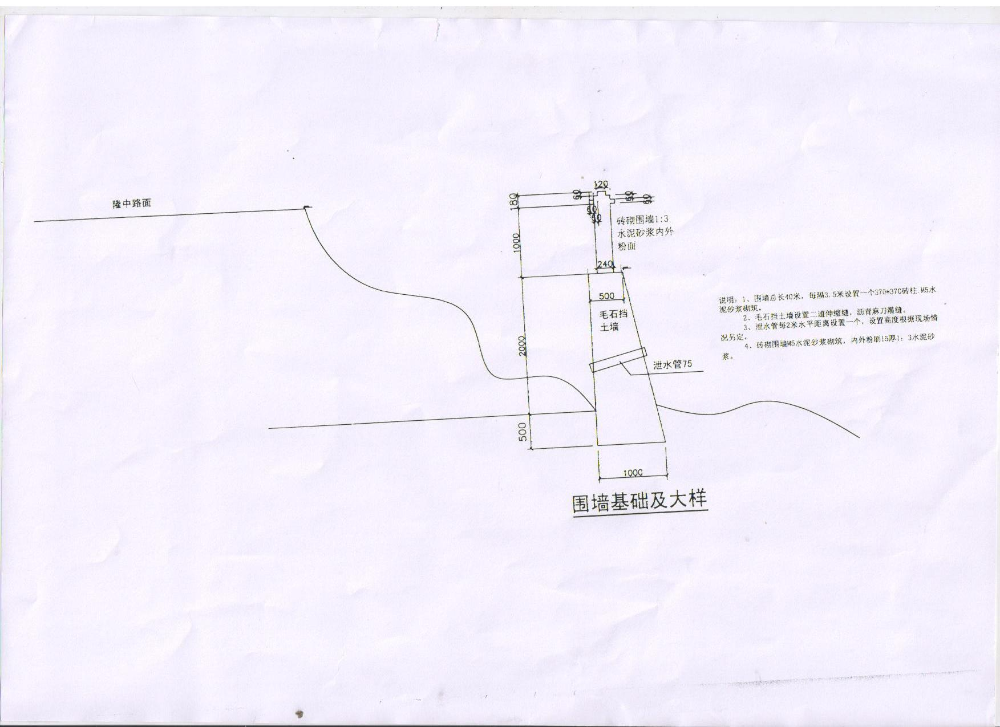 隆中路面
120
180
60
60
60
60
60
砖砌围墙1:3
水泥砂浆内外
粉面
1000
240
500
毛石挡
土墙
2000
泄水管75
500
1000
围墙基础及大样
说明：1、围墙总长40米，每隔3.5米设置一个370*370砖柱.M5水
泥砂浆砌筑。
2、毛石挡土墙设置二道伸缩缝，沥青麻刀灌缝。
3、泄水管每2米水平距离设置一个，设置高度根据现场情
况另定。
4、砖砌围墙M5水泥砂浆砌筑，内外粉刷15厚1：3水泥砂
浆。